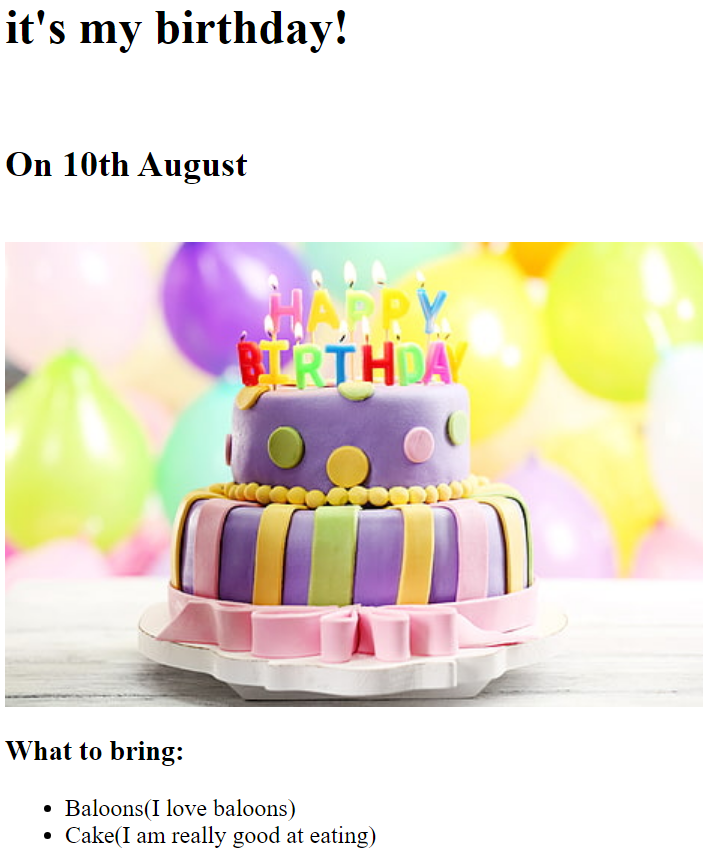 it's my birthday!
On 10th August
HAPPY
BIRTHDAY
What to bring:
Baloons(I love baloons)
Cake(I am really good at eating)